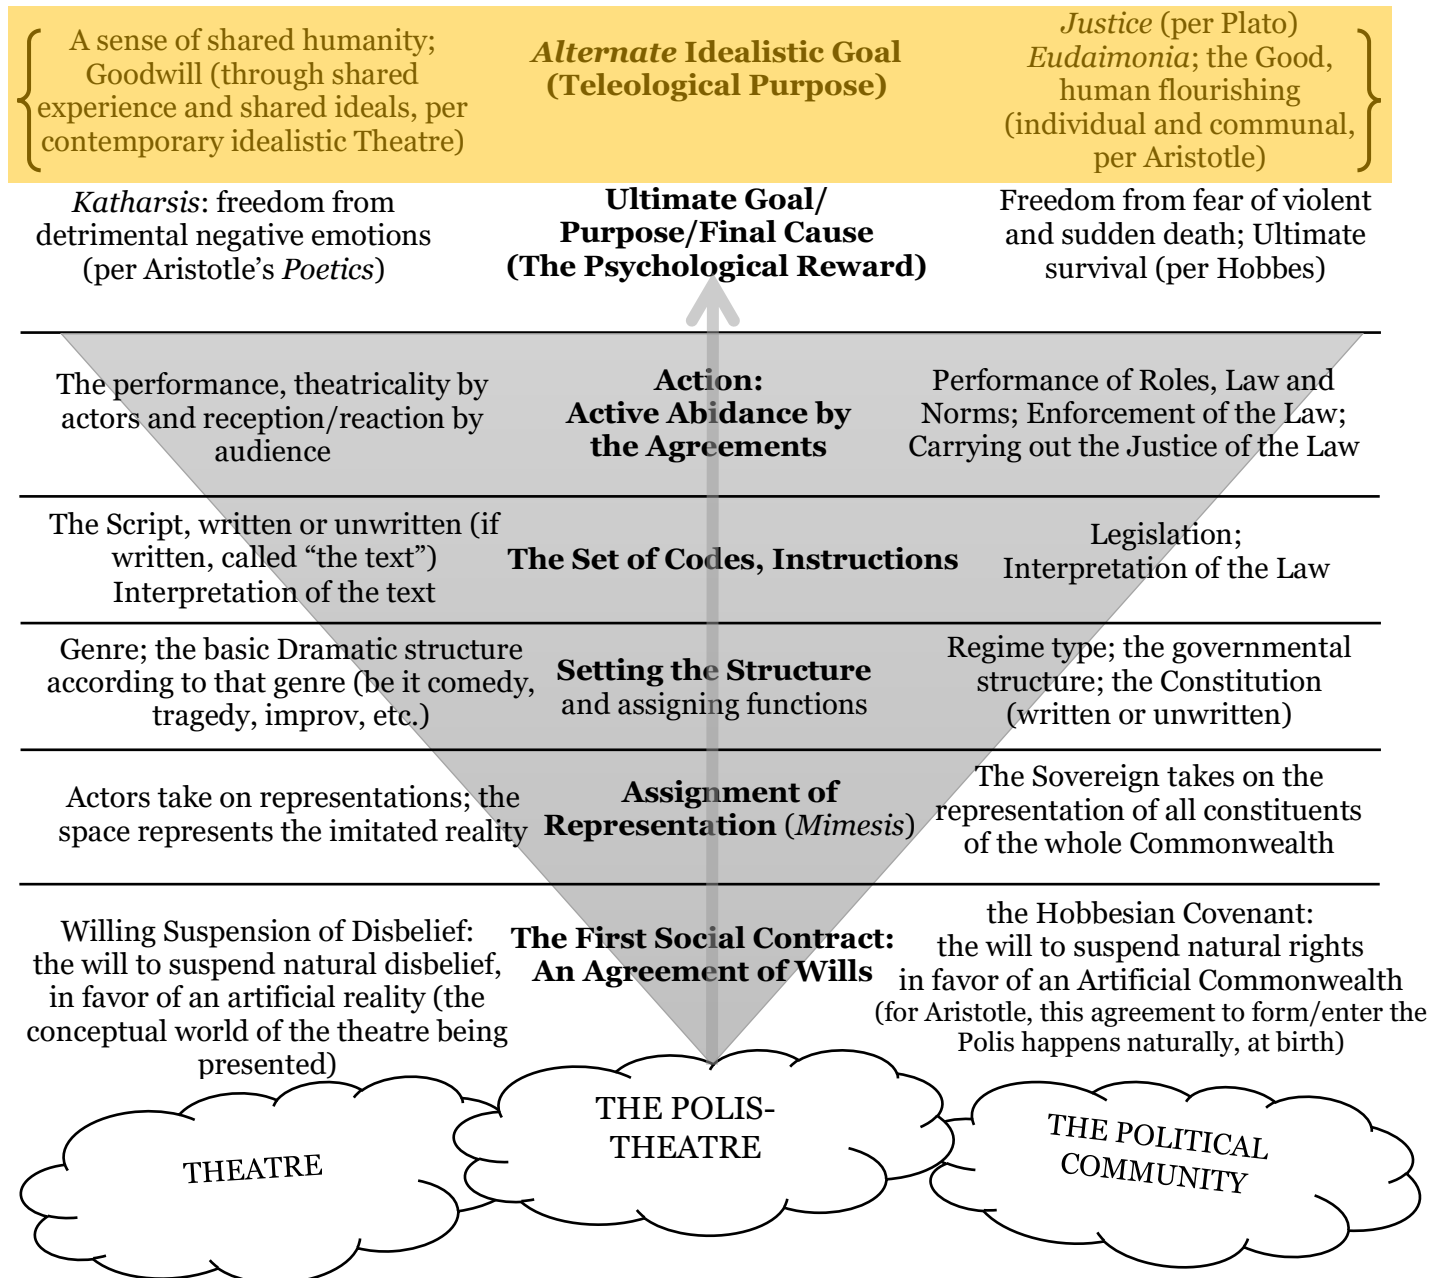 A sense of shared humanity;
Goodwill (through shared
experience and shared ideals, per
contemporary idealistic Theatre)
Alternate Idealistic Goal
(Teleological Purpose)
Justice (per Plato)
Eudaimonia; the Good,
human flourishing
(individual and communal,
per Aristotle)
Katharsis: freedom from
detrimental negative emotions
(per Aristotle’s Poetics)
Ultimate Goal/
Purpose/Final Cause
(The Psychological Reward)
Freedom from fear of violent
and sudden death; Ultimate
survival (per Hobbes)
The performance, theatricality by
actors and reception/reaction by
audience
Action:
Active Abidance by
the Agreements
Performance of Roles, Law and
Norms; Enforcement of the Law;
Carrying out the Justice of the Law
The Script, written or unwritten (if
written, called “the text”)
Interpretation of the text
The Set of Codes, Instructions
Legislation;
Interpretation of the Law
Genre; the basic Dramatic structure
according to that genre (be it comedy,
tragedy, improv, etc.)
Setting the Structure
and assigning functions
Regime type; the governmental
structure; the Constitution
(written or unwritten)
Actors take on representations; the
space represents the imitated reality
Assignment of
Representation (Mimesis)
The Sovereign takes on the
representation of all constituents
of the whole Commonwealth
Willing Suspension of Disbelief:
the will to suspend natural disbelief,
in favor of an artificial reality (the
conceptual world of the theatre being
presented)
The First Social Contract:
An Agreement of Wills
the Hobbesian Covenant:
the will to suspend natural rights
in favor of an Artificial Commonwealth
(for Aristotle, this agreement to form/enter the
Polis happens naturally, at birth)
THEATRE
THE POLIS-
THEATRE
THE POLITICAL
COMMUNITY